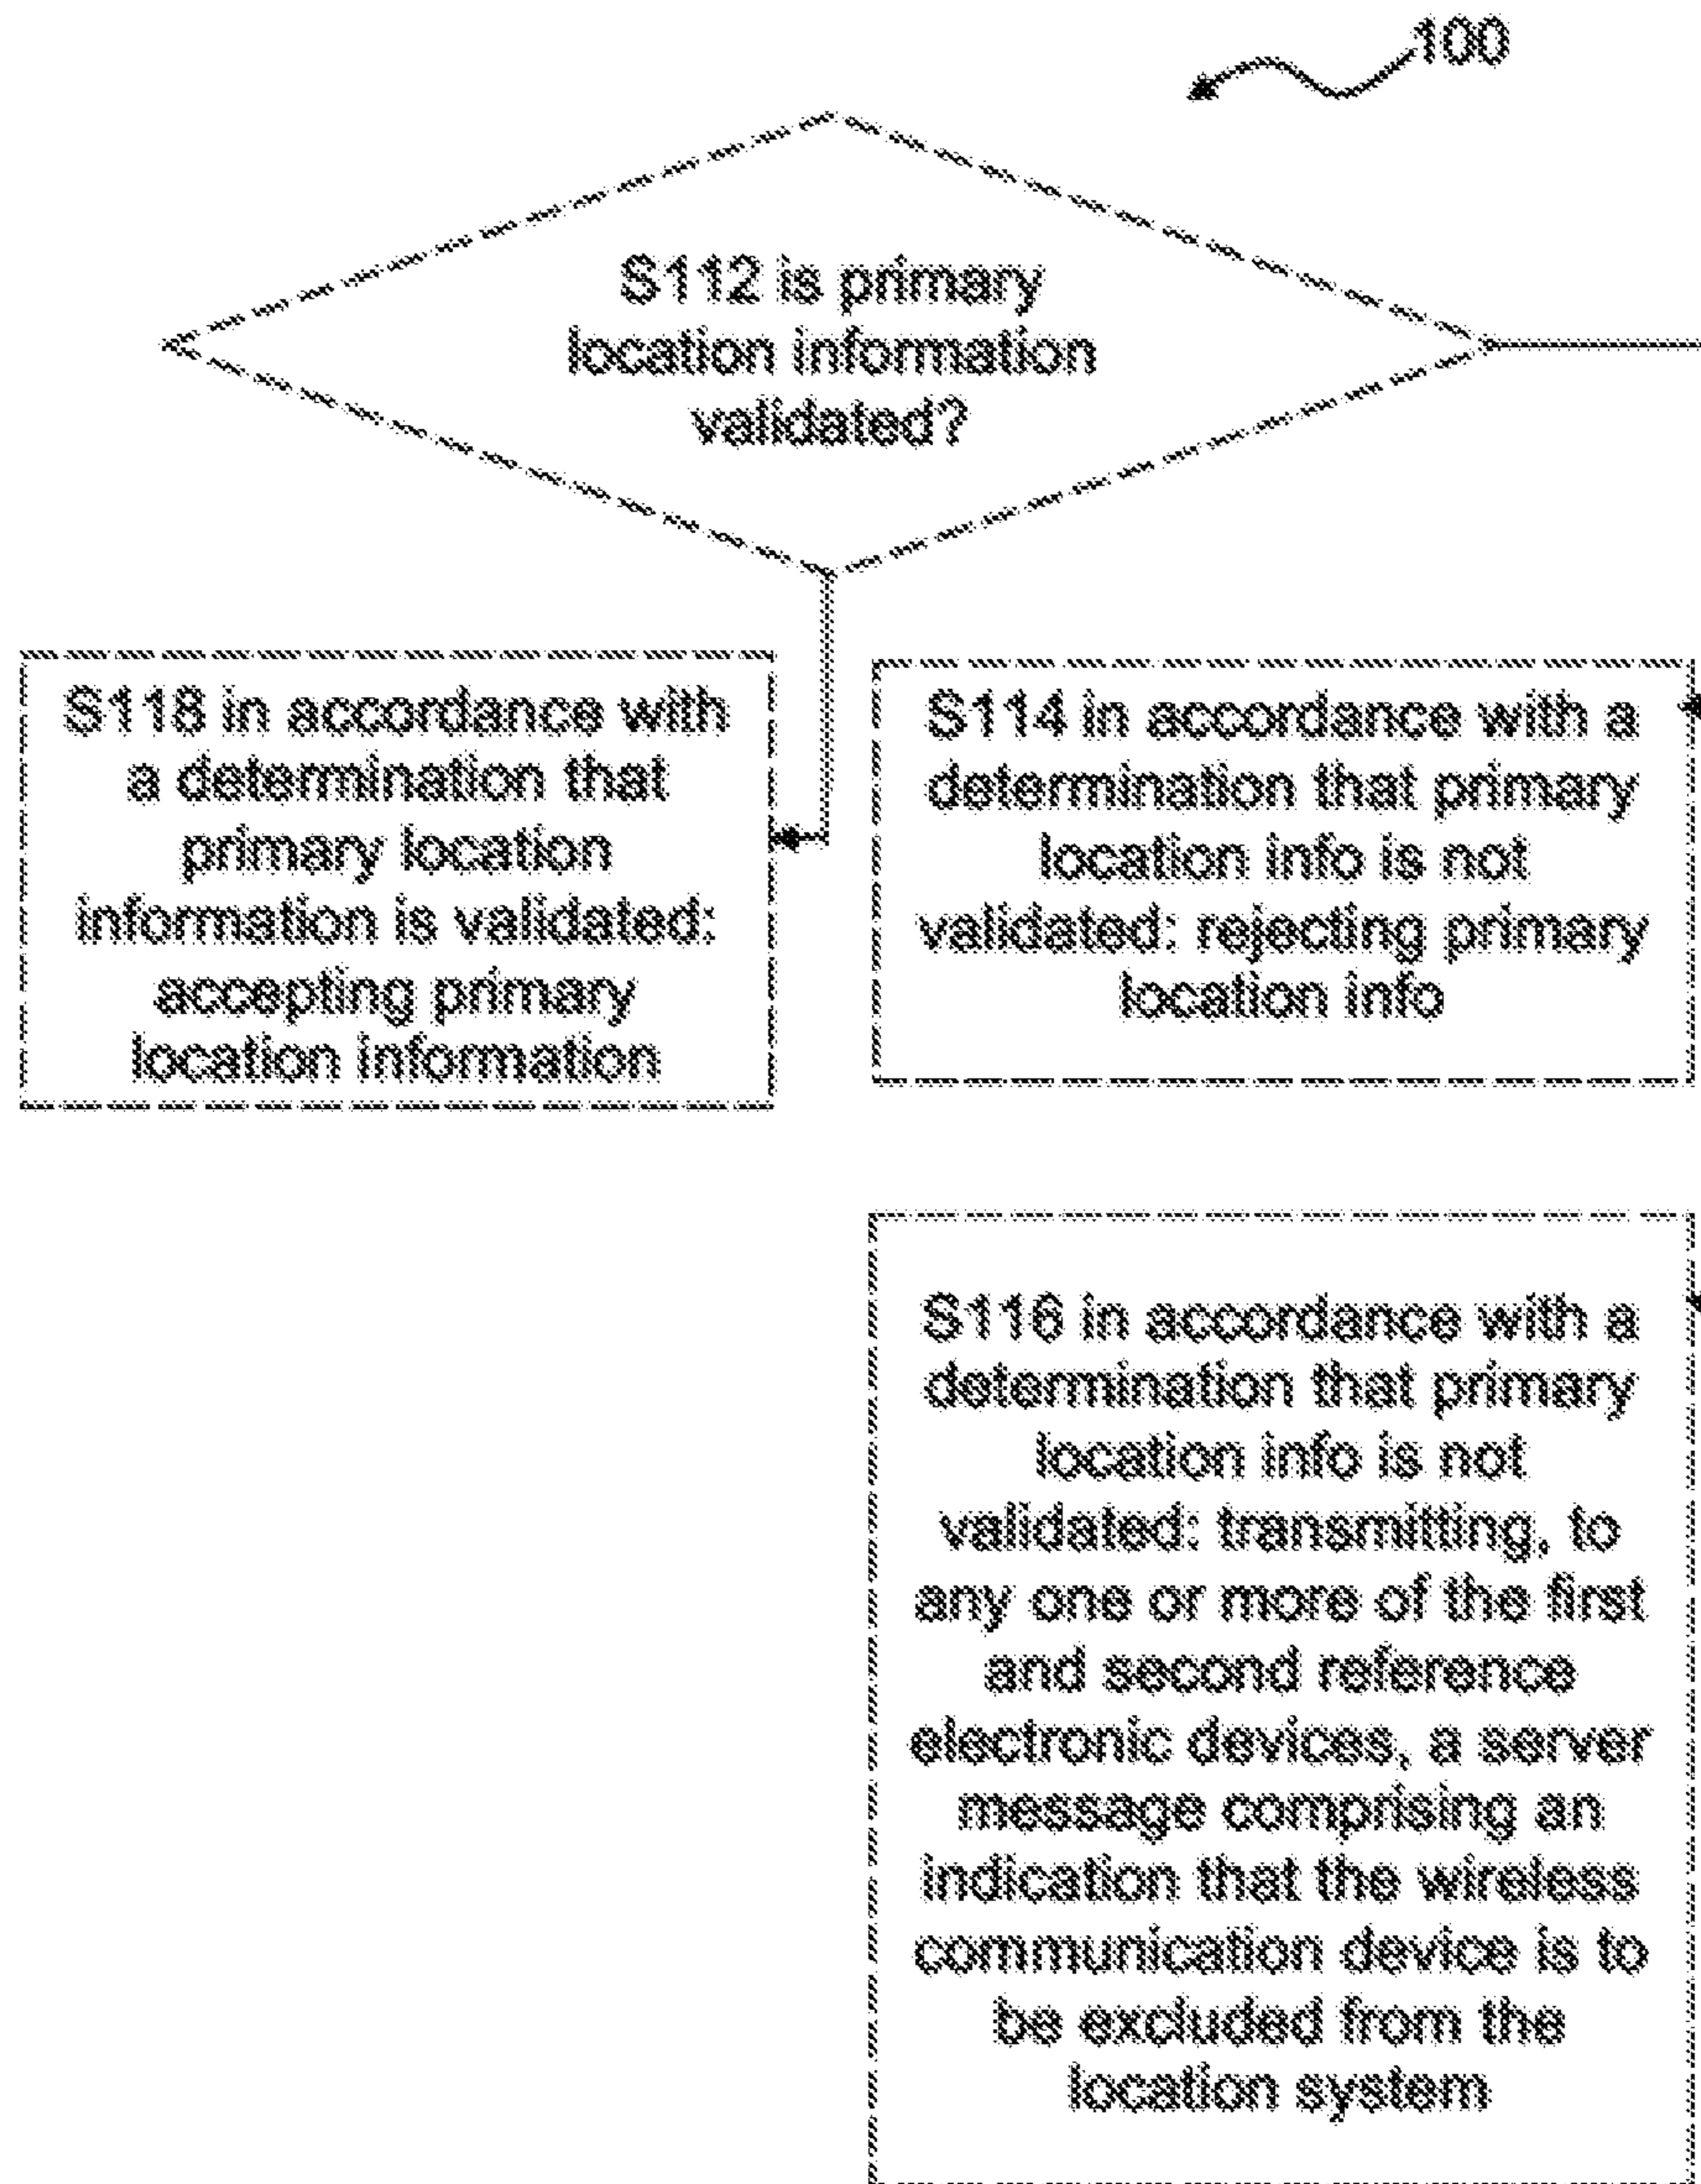 100
S112 is primary
location information
validated?
S118 in accordance with
a determination that
primary location
information is validated:
accepting primary
location information
S114 in accordance with a
determination that primary
location info is not
validated: rejecting primary
location info
S116 in accordance with a
determination that primary
location info is not
validated: transmitting, to
any one or more of the first
and second reference
electronic devices, a server
message comprising an
indication that the wireless
communication device is to
be excluded from the
location system